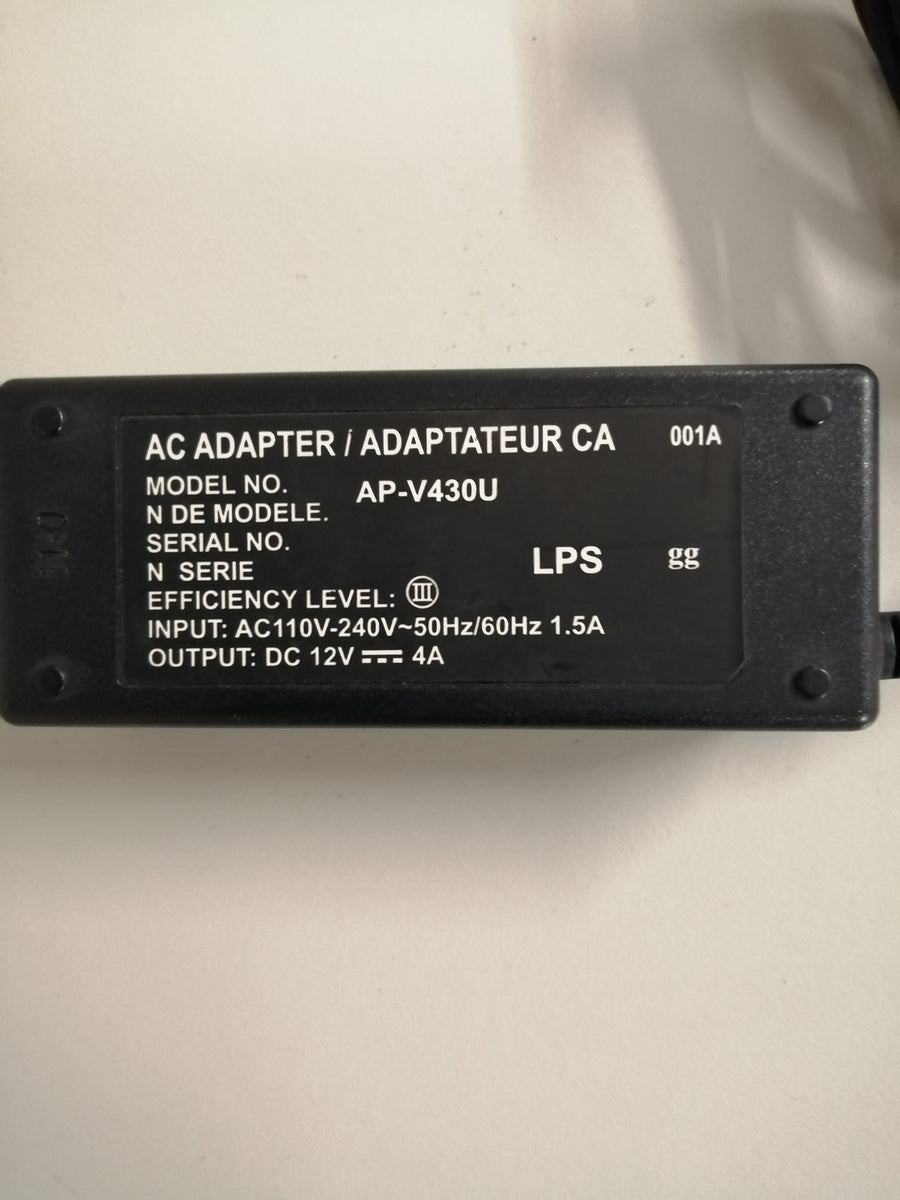 AC ADAPTER / ADAPTATEUR CA 001A
MODEL NO. AP-V430U
N DE MODELE.
SERIAL NO.
N SERIE LPS gg
EFFICIENCY LEVEL: III
INPUT: AC110V-240V~50Hz/60Hz 1.5A
OUTPUT: DC 12V ⎓ 4A